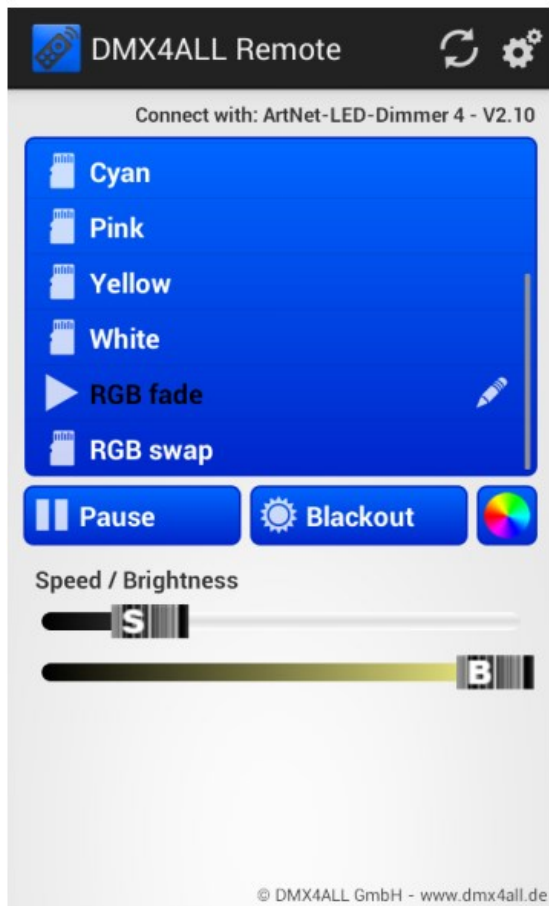 DMX4ALL Remote
Connect with: ArtNet-LED-Dimmer 4 - V2.10
Cyan
Pink
Yellow
White
RGB fade
RGB swap
Pause Blackout
Speed / Brightness
S
B
© DMX4ALL GmbH - www.dmx4all.de